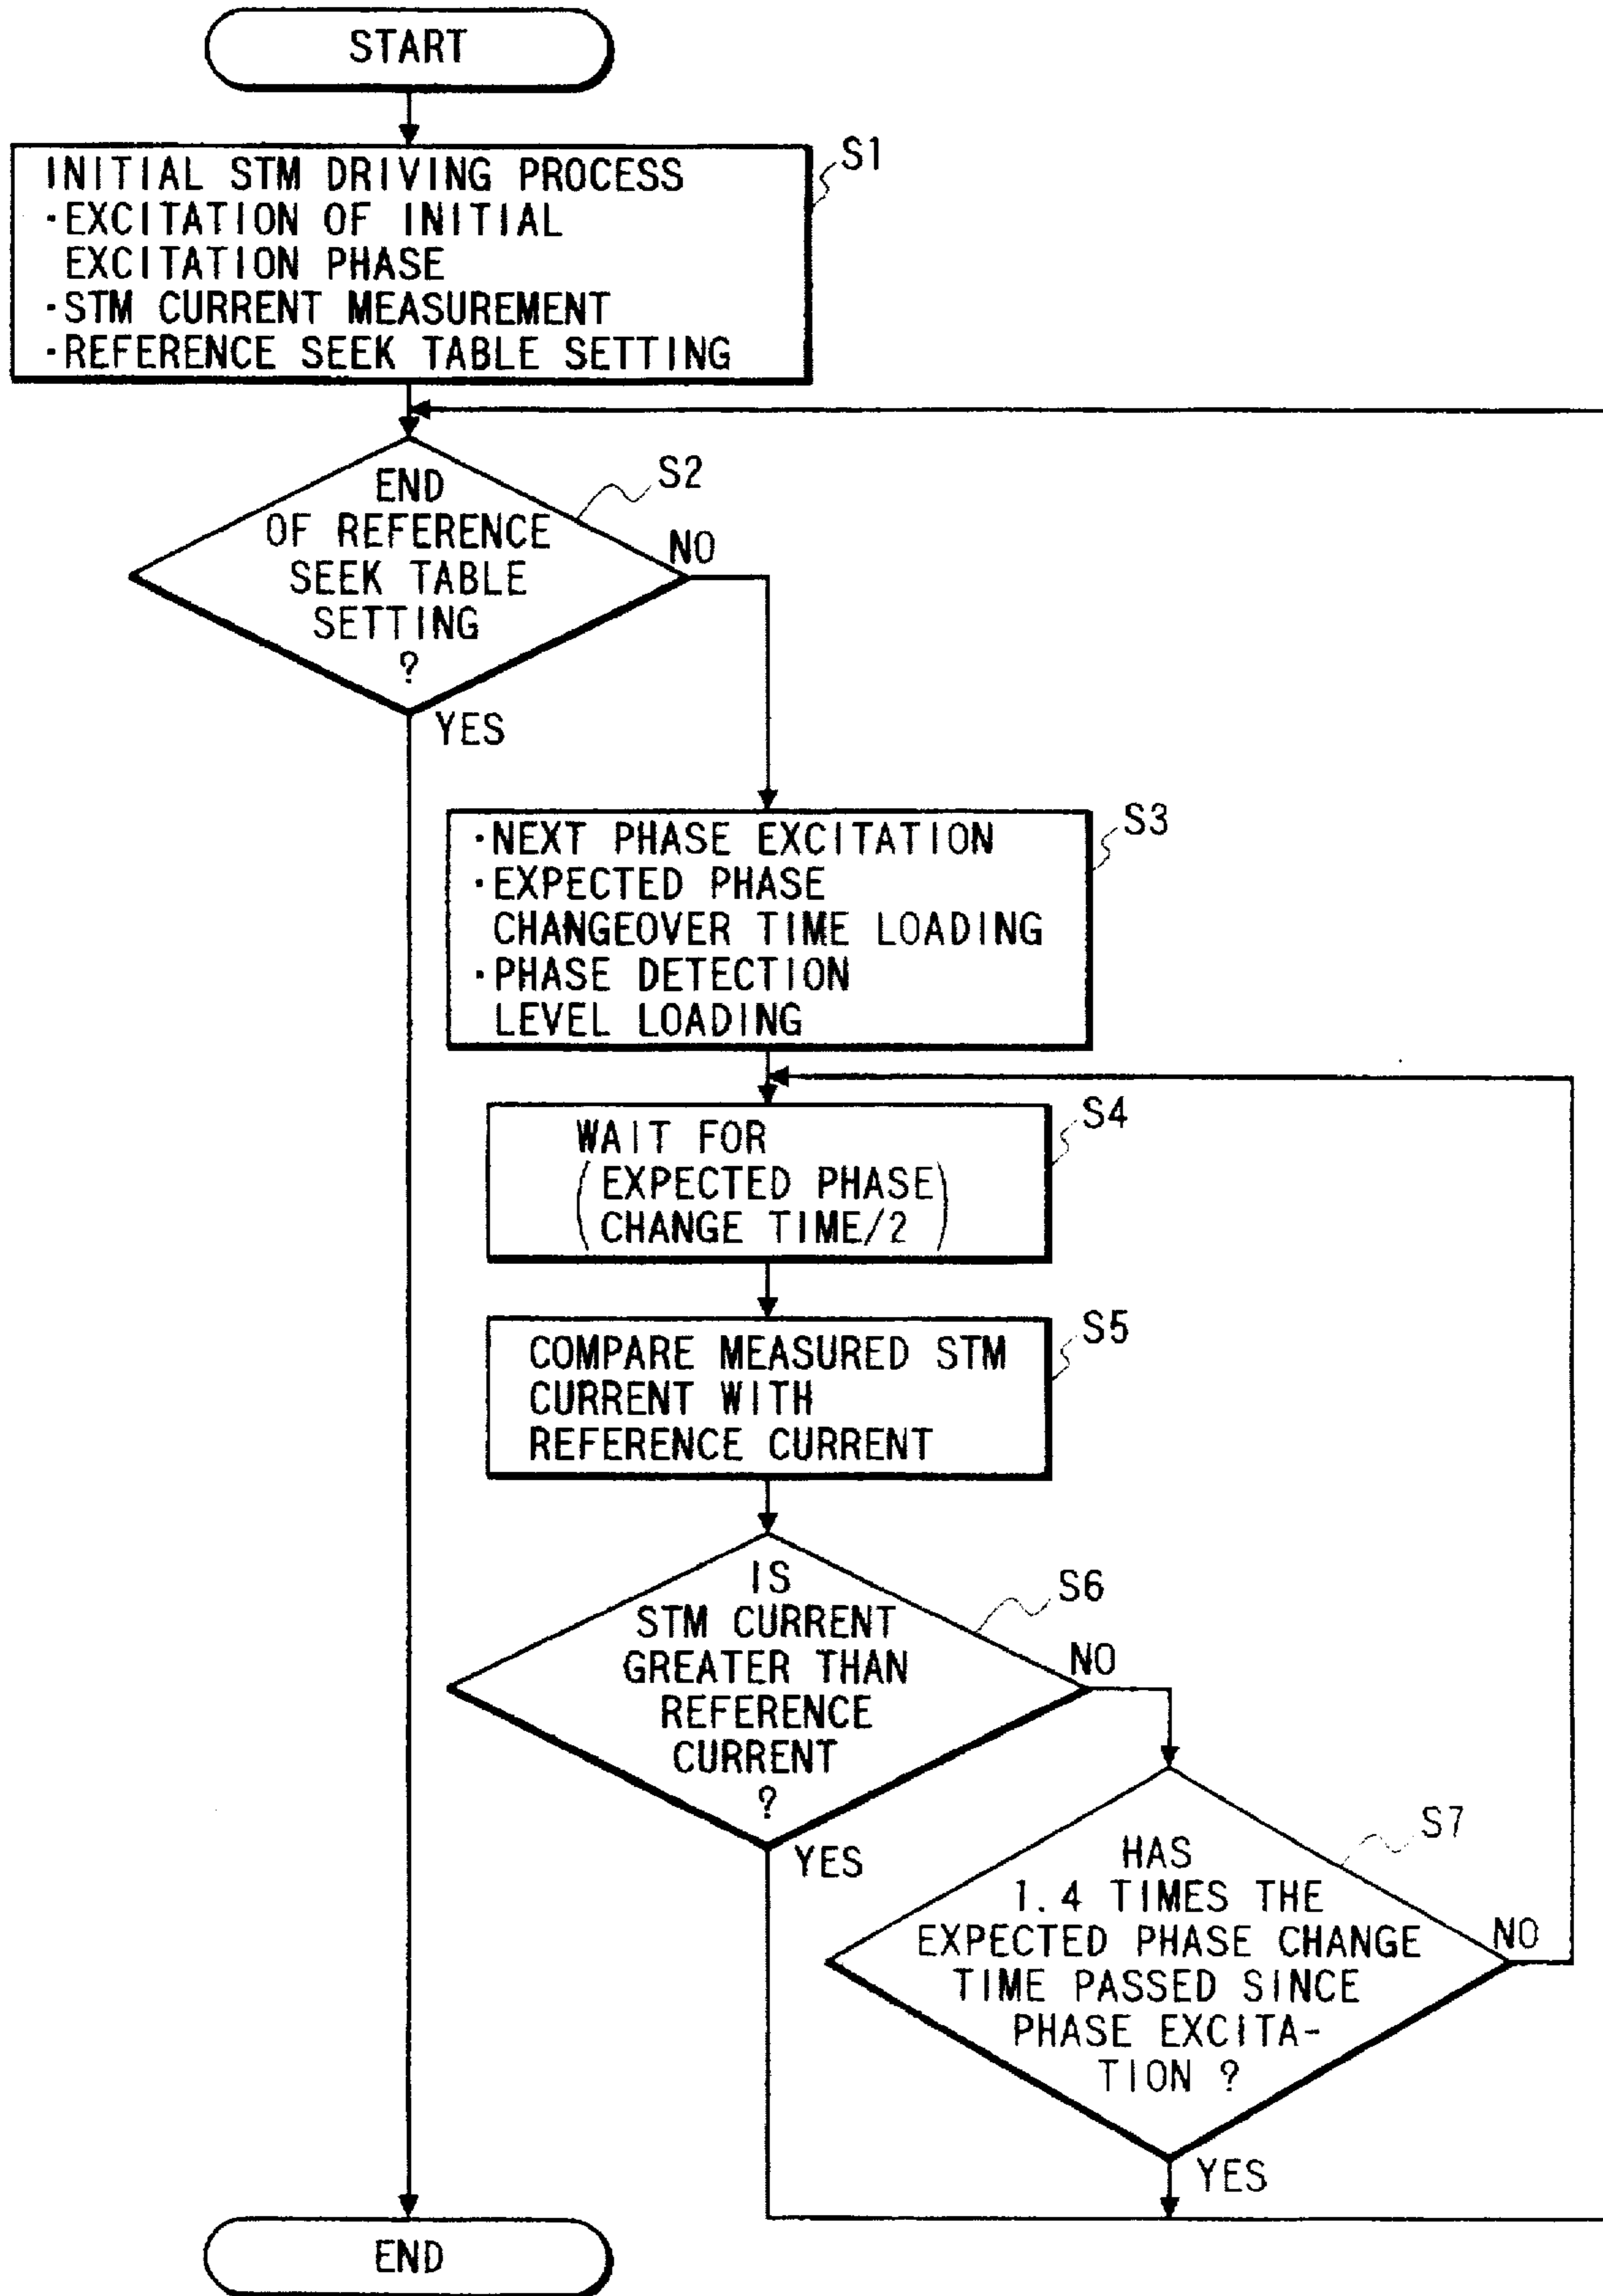 START
S1
INITIAL STM DRIVING PROCESS
·EXCITATION OF INITIAL
EXCITATION PHASE
·STM CURRENT MEASUREMENT
·REFERENCE SEEK TABLE SETTING
S2
END
OF REFERENCE
SEEK TABLE
SETTING
?
NO
YES
S3
·NEXT PHASE EXCITATION
·EXPECTED PHASE
CHANGEOVER TIME LOADING
·PHASE DETECTION
LEVEL LOADING
S4
WAIT FOR
(EXPECTED PHASE
CHANGE TIME/2)
S5
COMPARE MEASURED STM
CURRENT WITH
REFERENCE CURRENT
S6
IS
STM CURRENT
GREATER THAN
REFERENCE
CURRENT
?
NO
YES
S7
HAS
1.4 TIMES THE
EXPECTED PHASE CHANGE
TIME PASSED SINCE
PHASE EXCITA-
TION ?
NO
YES
END